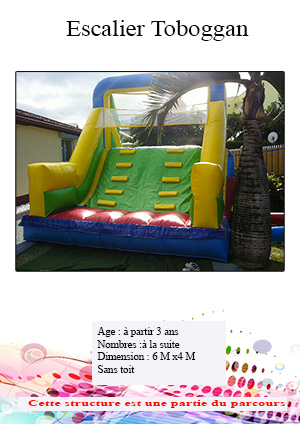 Escalier Toboggan
Age : à partir 3 ans
Nombres :à la suite
Dimension : 6 M x4 M
Sans toit
Cette structure est une partie du parcours